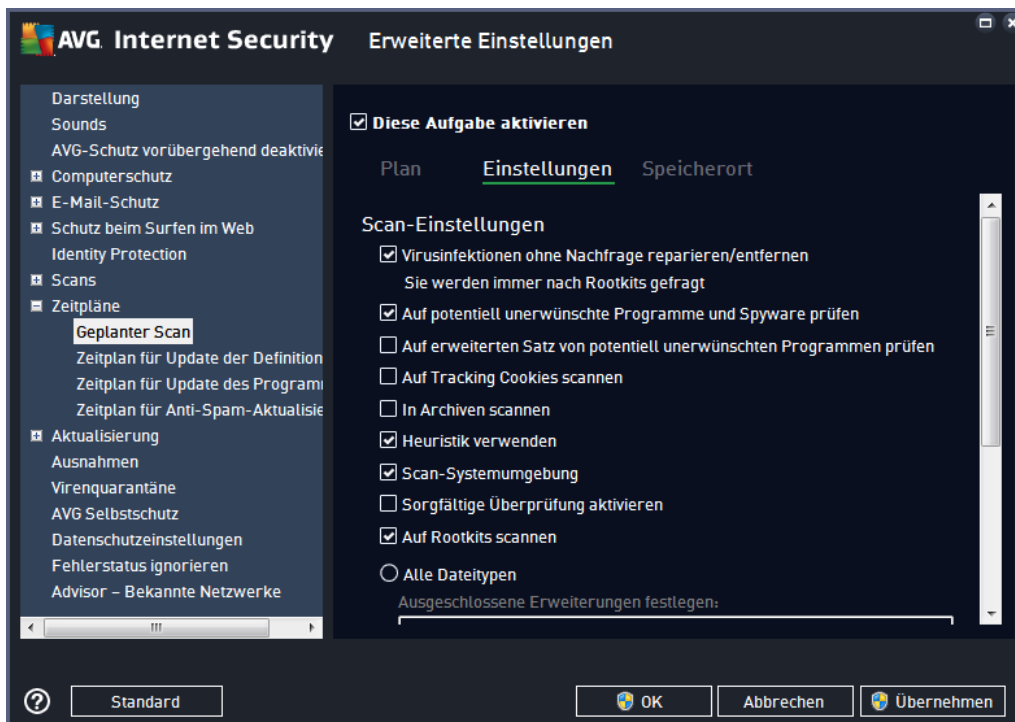 AVG. Internet Security Erweiterte Einstellungen
Darstellung
Sounds
AVG-Schutz vorübergehend deaktivie
Computerschutz
E-Mail-Schutz
Schutz beim Surfen im Web
Identity Protection
Scans
Zeitpläne
Geplanter Scan
Zeitplan für Update der Definition
Zeitplan für Update des Program
Zeitplan für Anti-Spam-Aktualisie
Aktualisierung
Ausnahmen
Virenquarantäne
AVG Selbstschutz
Datenschutzeinstellungen
Fehlerstatus ignorieren
Advisor – Bekannte Netzwerke
Diese Aufgabe aktivieren
Plan Einstellungen Speicherort
Scan-Einstellungen
Virusinfektionen ohne Nachfrage reparieren/entfernen
Sie werden immer nach Rootkits gefragt
Auf potentiell unerwünschte Programme und Spyware prüfen
Auf erweiterten Satz von potentiell unerwünschten Programmen prüfen
Auf Tracking Cookies scannen
In Archiven scannen
Heuristik verwenden
Scan-Systemumgebung
Sorgfältige Überprüfung aktivieren
Auf Rootkits scannen
Alle Dateitypen
Ausgeschlossene Erweiterungen festlegen:
Standard OK Abbrechen Übernehmen